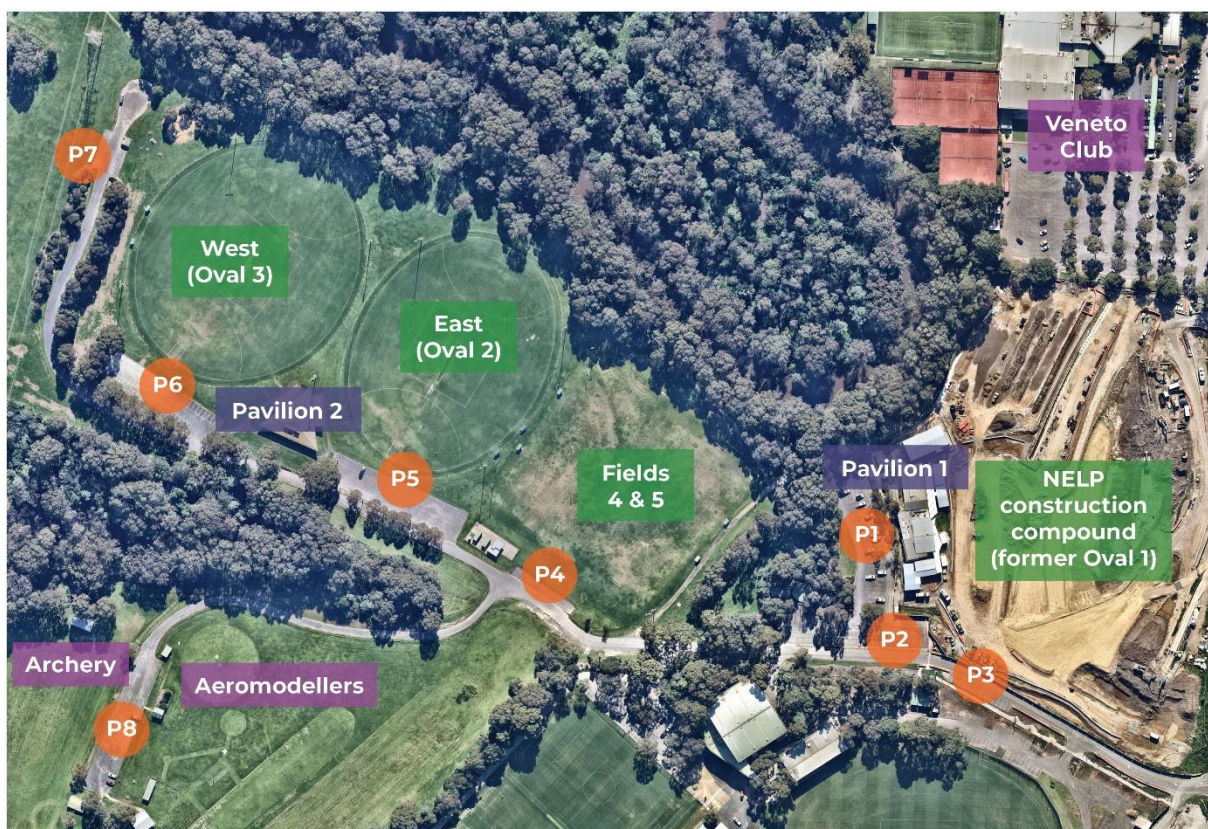 Veneto
Club
P7
West
(Oval 3)
East
(Oval 2)
P6
Pavilion 2
P5
Fields
4 & 5
Pavilion 1
NELP
construction
compound
(former Oval 1)
P1
P4
P2
P3
Archery
Aeromodellers
P8